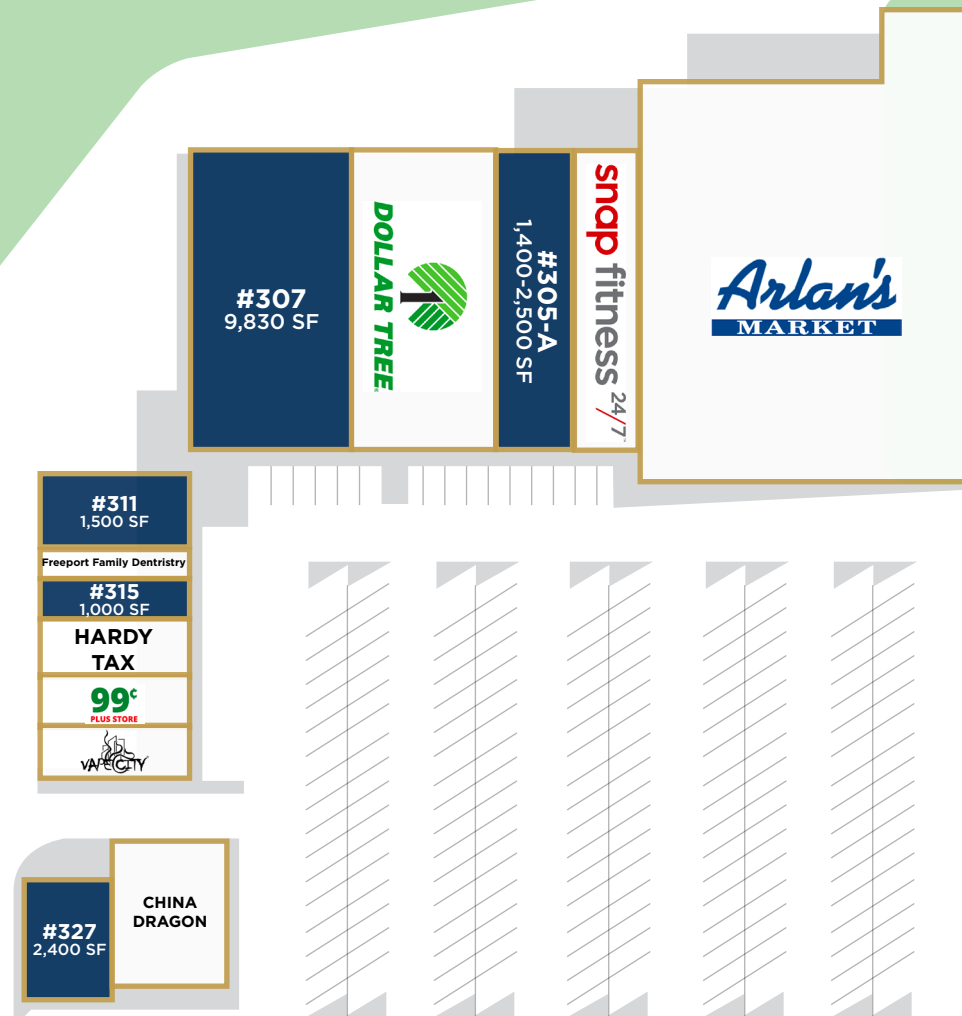 #307
9,830 SF
DOLLAR TREE
#305-A
1,400-2,500 SF
snap fitness 24/7
Arlan's
MARKET
#311
1,500 SF
Freeport Family Dentristry
#315
1,000 SF
HARDY
TAX
99¢
PLUS STORE
VAPE CITY
CHINA
DRAGON
#327
2,400 SF